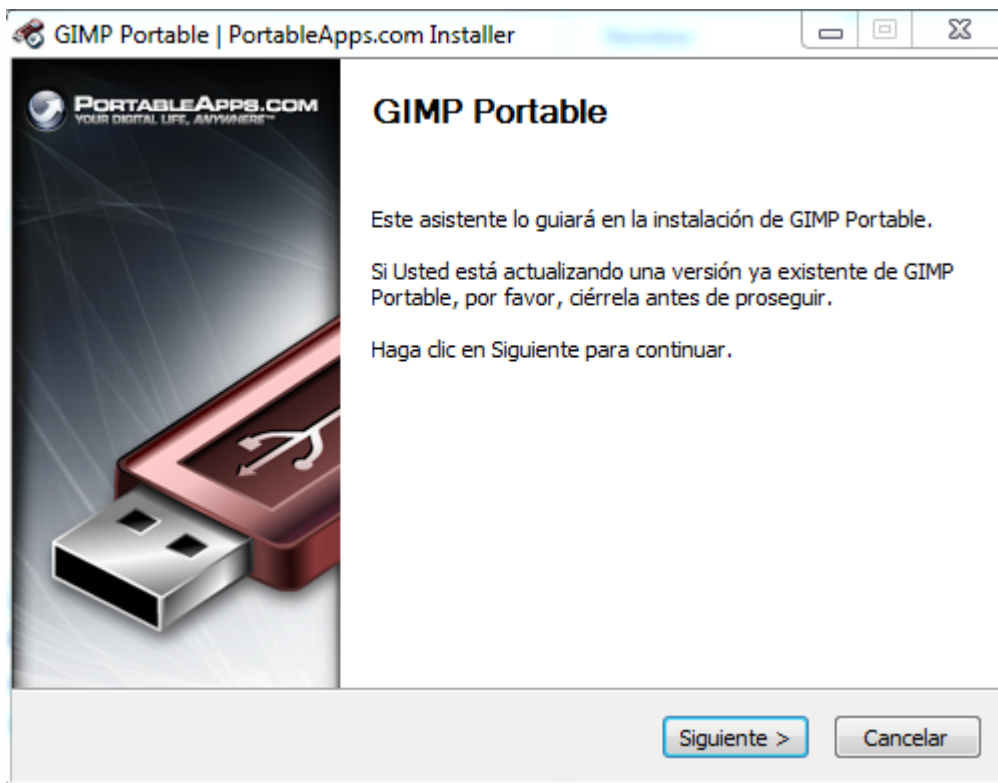 GIMP Portable | PortableApps.com Installer
PORTABLEAPPS.COM
YOUR DIGITAL LIFE, ANYWHERE™
GIMP Portable
Este asistente lo guiará en la instalación de GIMP Portable.
Si Usted está actualizando una versión ya existente de GIMP
Portable, por favor, ciérrela antes de proseguir.
Haga clic en Siguiente para continuar.
Siguiente >
Cancelar